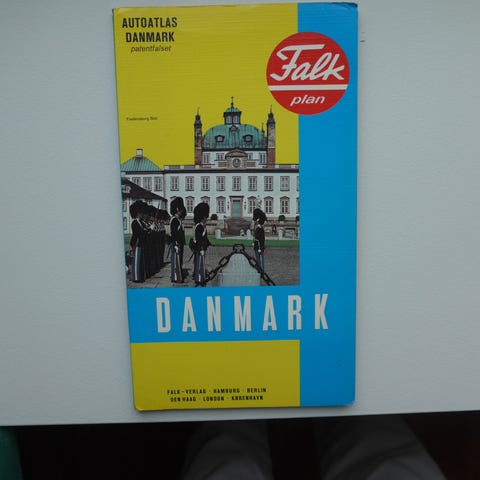 AUTOATLAS
DANMARK
patentfalset
Falk
plan
Fredensborg Slot
DANMARK
FALK-VERLAG · HAMBURG · BERLIN
DEN HAAG · LONDON · KØBENHAVN